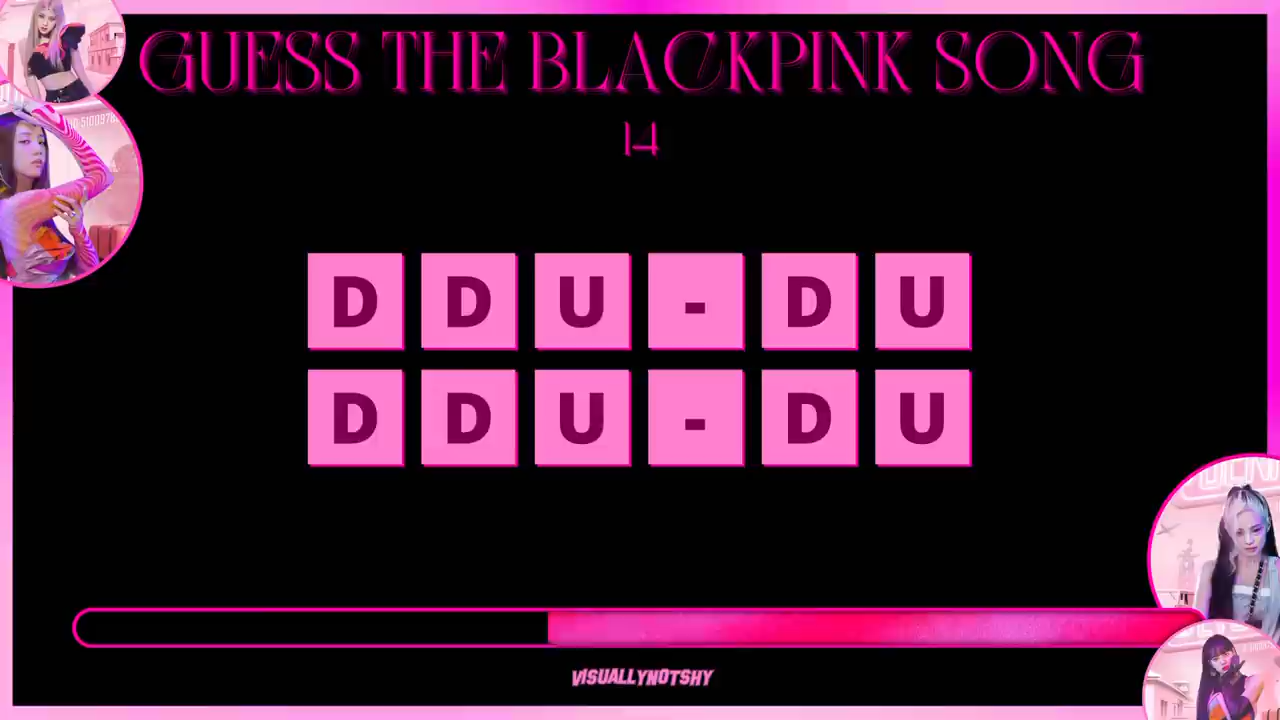 GUESS THE BLACKPINK SONG
14
DDU-DU
DDU-DU
VISUALLYNOTSHY